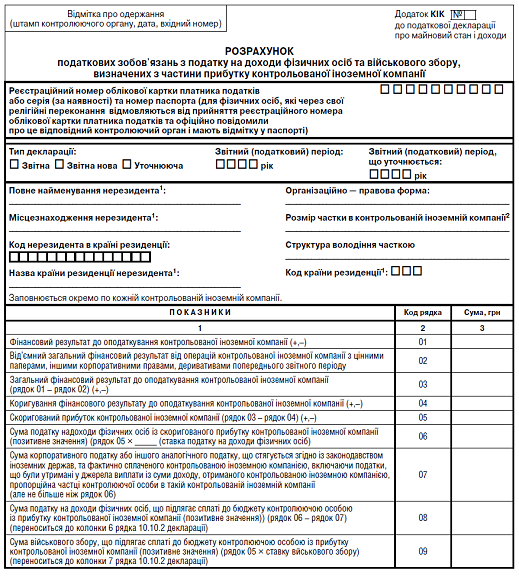 Відмітка про одержання
(штамп контролюючого органу, дата, вхідний номер)
Додаток КІК №
до податкової декларації
про майновий стан і доходи
РОЗРАХУНОК
податкових зобов’язань з податку на доходи фізичних осіб та військового збору,
визначених з частини прибутку контрольованої іноземної компанії
Реєстраційний номер облікової картки платника податків
або серія (за наявності) та номер паспорта (для фізичних осіб, які через свої
релігійні переконання відмовляються від прийняття реєстраційного номера
облікової картки платника податків та офіційно повідомили
про це відповідний контролюючий орган і мають відмітку у паспорті)
Тип декларації:
Звітна Звітна нова Уточнююча
Звітний (податковий) період:
рік
Звітний (податковий) період,
що уточнюється:
рік
Повне найменування нерезидента¹:
Організаційно — правова форма:
Місцезнаходження нерезидента¹:
Розмір частки в контрольованій іноземній компанії²
Код нерезидента в країні резиденції:
Структура володіння часткою
Назва країни резиденції нерезидента¹:
Код країни резиденції¹:
Заповнюється окремо по кожній контрольованій іноземній компанії.
ПОКАЗНИКИ Код рядка Сума, грн
1 2 3
Фінансовий результат до оподаткування контрольованої іноземної компанії (+,–) 01
Від’ємний загальний фінансовий результат від операцій контрольованої іноземної компанії з цінними
паперами, іншими корпоративними правами, деривативами попереднього звітного періоду 02
Загальний фінансовий результат до оподаткування контрольованої іноземної компанії
(рядок 01 – рядок 02) (+,–) 03
Коригування фінансового результату до оподаткування контрольованої іноземної компанії (+,–) 04
Скоригований прибуток контрольованої іноземної компанії (рядок 03 – рядок 04) (+,–) 05
Сума податку надоходи фізичних осіб із скоригованого прибутку контрольованої іноземної компанії
(позитивне значення) (рядок 05 × _____ (ставка податку на доходи фізичних осіб) 06
Сума корпоративного податку або іншого аналогічного податку, що стягується згідно із законодавством
іноземних держав, та фактично сплаченого контрольованою іноземною компанією, включаючи податки,
що були утримані у джерела виплати із суми доходу, отриманого контрольованою іноземною компанією,
пропорційна частці контролюючої особи в такій контрольованій іноземній компанії
(але не більше ніж рядок 06) 07
Сума податку на доходи фізичних осіб, що підлягає сплаті до бюджету контролюючою особою
із прибутку контрольованої іноземної компанії (позитивне значення)) (рядок 06 – рядок 07)
(переноситься до колонки 6 рядка 10.10.2 декларації) 08
Сума військового збору, що підлягає сплаті до бюджету контролюючою особою із прибутку
контрольованої іноземної компанії (позитивне значення) (рядок 05 × ставку військового збору)
(переноситься до колонки 7 рядка 10.10.2 декларації) 09